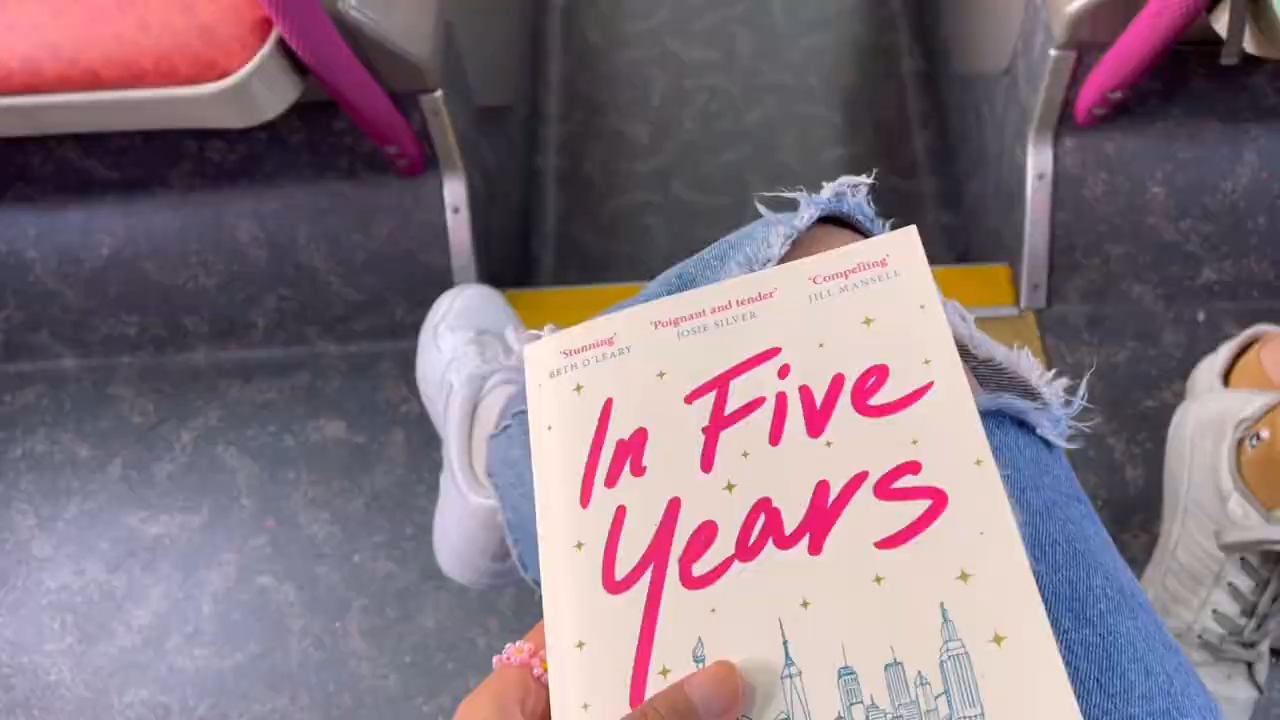 'Stunning'
BETH O'LEARY
'Poignant and tender'
JOSIE SILVER
'Compelling'
JILL MANSELL
In Five
Years